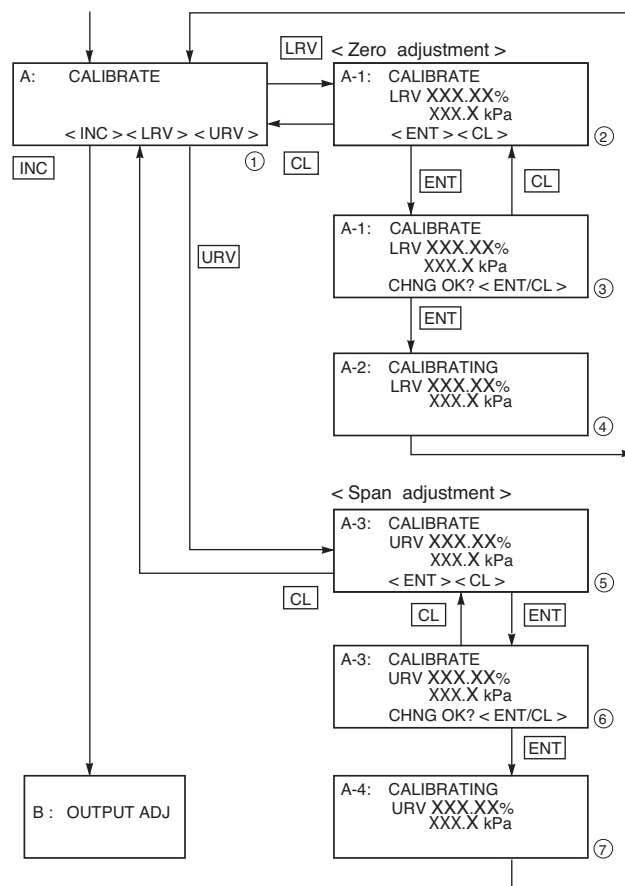 LRV < Zero adjustment >
A: CALIBRATE
< INC > < LRV > < URV >
①
INC
CL
A-1: CALIBRATE
LRV XXX.XX%
XXX.X kPa
< ENT > < CL >
②
ENT
CL
URV
A-1: CALIBRATE
LRV XXX.XX%
XXX.X kPa
CHNG OK? < ENT/CL >
③
ENT
A-2: CALIBRATING
LRV XXX.XX%
XXX.X kPa
④
< Span adjustment >
A-3: CALIBRATE
URV XXX.XX%
XXX.X kPa
< ENT > < CL >
⑤
CL
CL
ENT
A-3: CALIBRATE
URV XXX.XX%
XXX.X kPa
CHNG OK? < ENT/CL >
⑥
ENT
B : OUTPUT ADJ
A-4: CALIBRATING
URV XXX.XX%
XXX.X kPa
⑦